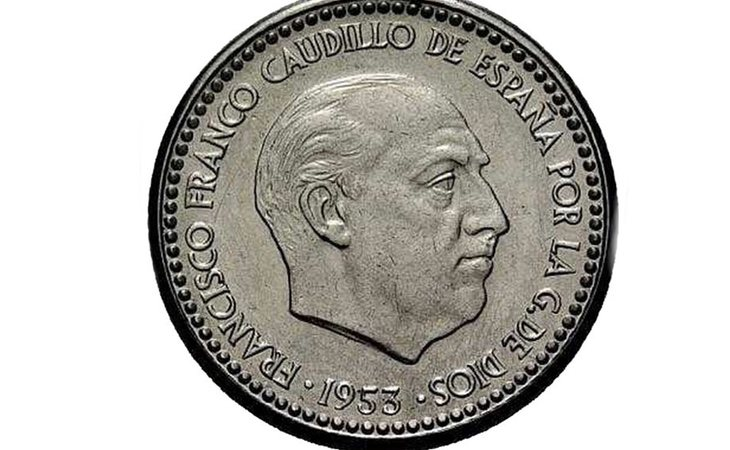 FRANCISCO FRANCO CAUDILLO DE ESPAÑA POR LA G. DE DIOS
· 1953 ·